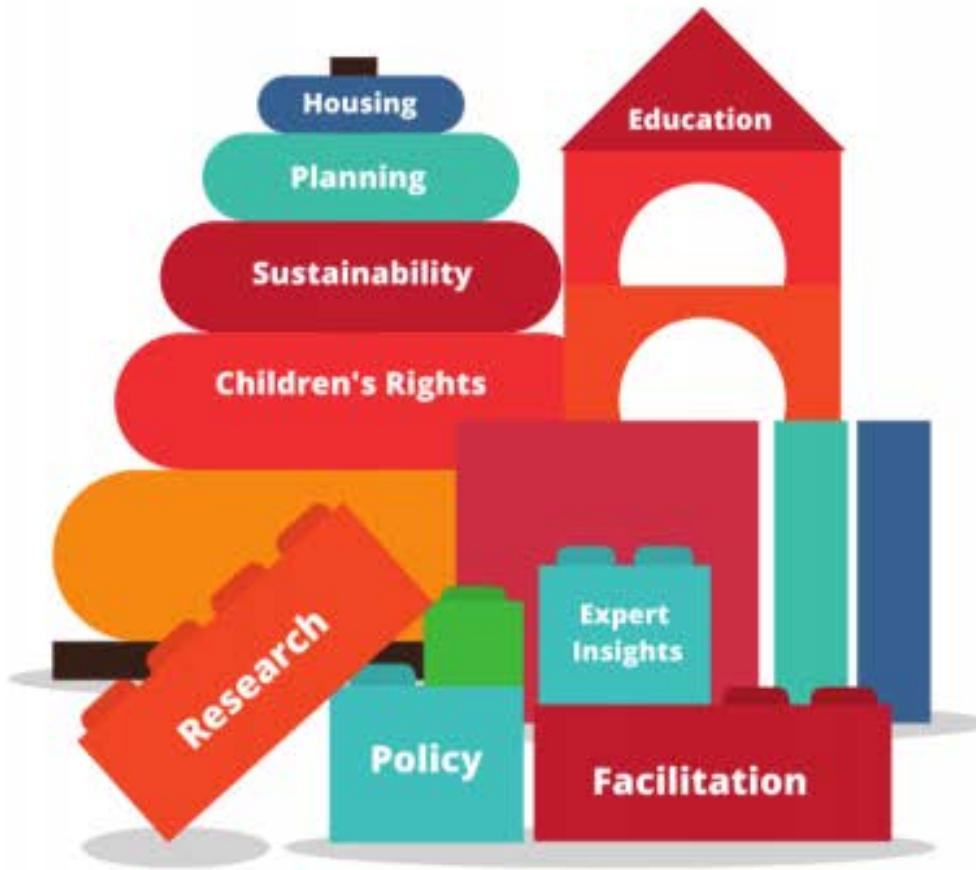 Housing
Education
Planning
Sustainability
Children's Rights
Research
Expert
Insights
Policy
Facilitation